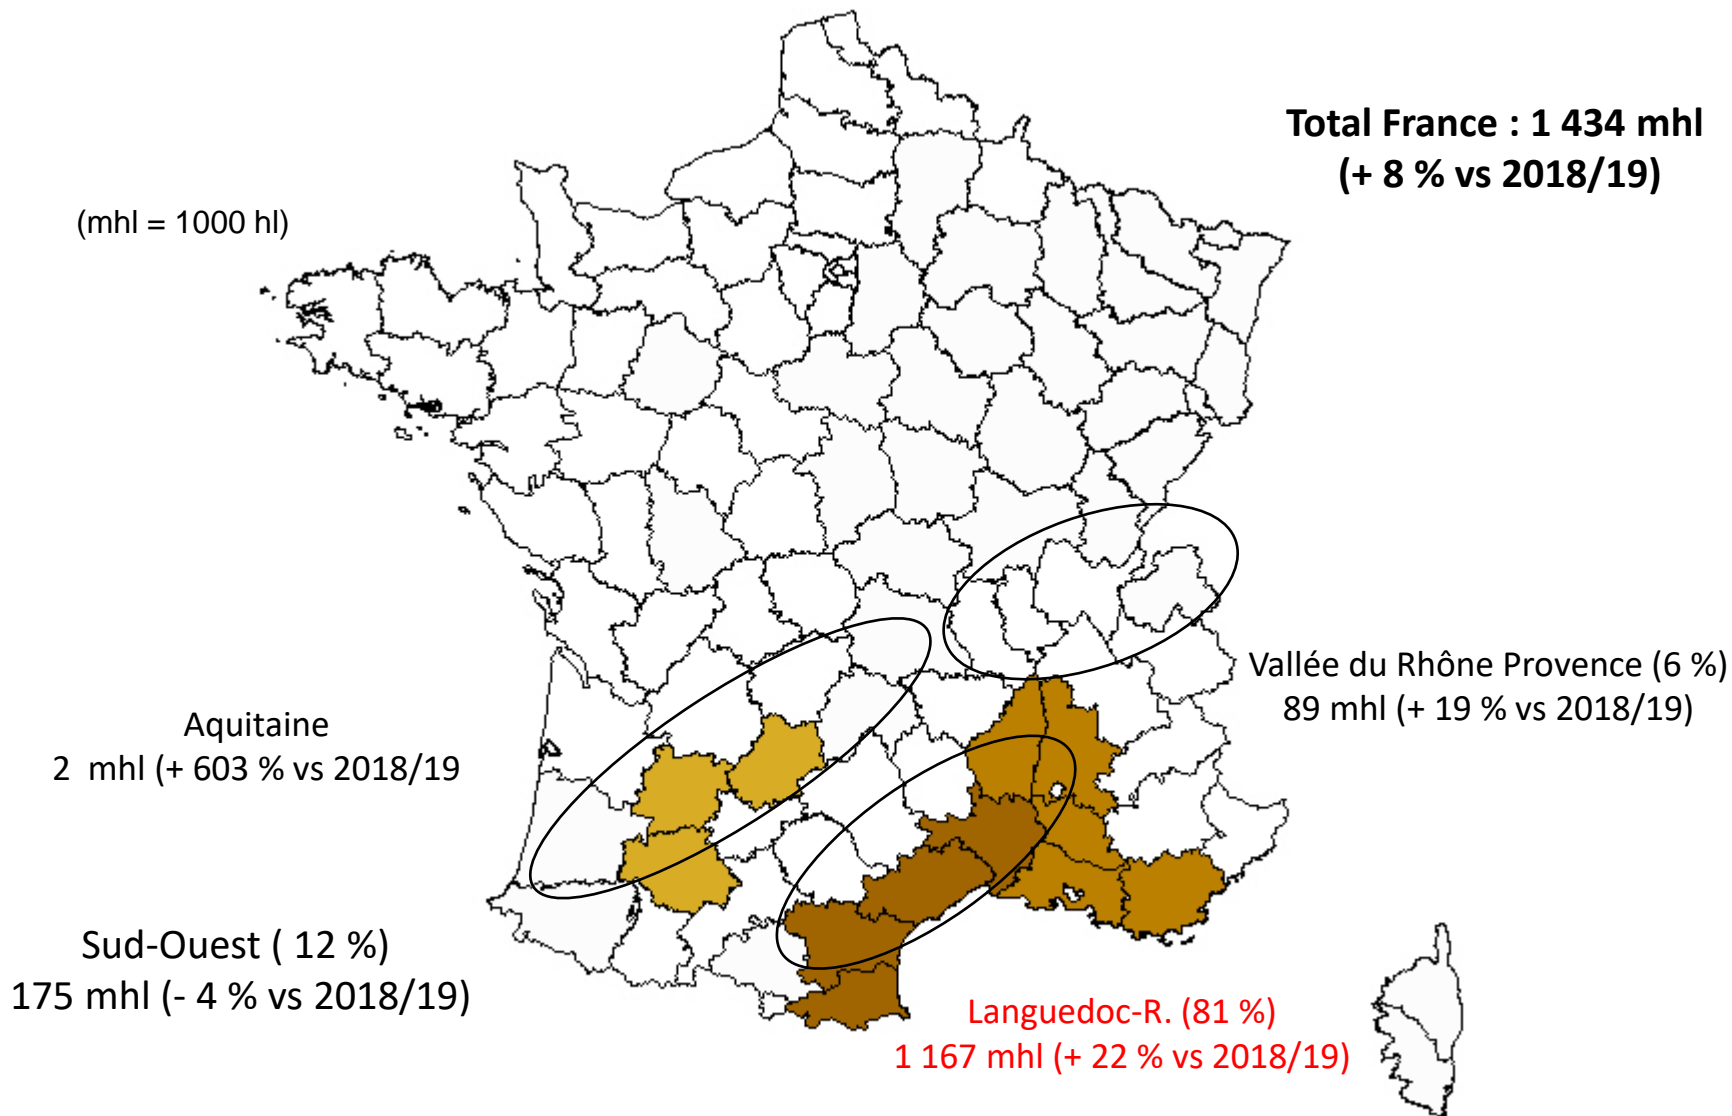 Total France : 1 434 mhl
(+ 8 % vs 2018/19)
(mhl = 1000 hl)
Vallée du Rhône Provence (6 %)
89 mhl (+ 19 % vs 2018/19)
Aquitaine
2 mhl (+ 603 % vs 2018/19
Sud-Ouest ( 12 %)
175 mhl (- 4 % vs 2018/19)
Languedoc-R. (81 %)
1 167 mhl (+ 22 % vs 2018/19)